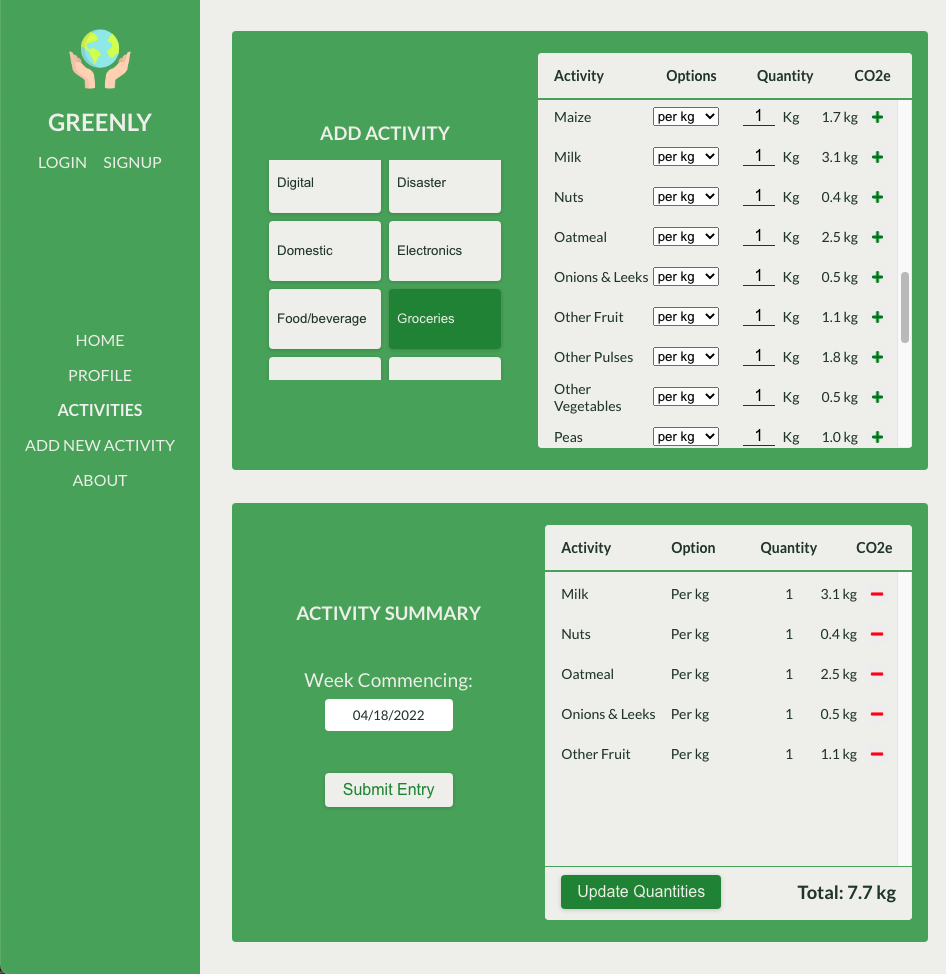 GREENLY
LOGIN SIGNUP
HOME
PROFILE
ACTIVITIES
ADD NEW ACTIVITY
ABOUT
ADD ACTIVITY
Digital Disaster
Domestic Electronics
Food/beverage Groceries
Activity Options Quantity CO2e
Maize per kg 1 Kg 1.7 kg +
Milk per kg 1 Kg 3.1 kg +
Nuts per kg 1 Kg 0.4 kg +
Oatmeal per kg 1 Kg 2.5 kg +
Onions & Leeks per kg 1 Kg 0.5 kg +
Other Fruit per kg 1 Kg 1.1 kg +
Other Pulses per kg 1 Kg 1.8 kg +
Other
Vegetables per kg 1 Kg 0.5 kg +
Peas per kg 1 Kg 1.0 kg +
ACTIVITY SUMMARY
Week Commencing:
04/18/2022
Submit Entry
Activity Option Quantity CO2e
Milk Per kg 1 3.1 kg −
Nuts Per kg 1 0.4 kg −
Oatmeal Per kg 1 2.5 kg −
Onions & Leeks Per kg 1 0.5 kg −
Other Fruit Per kg 1 1.1 kg −
Update Quantities Total: 7.7 kg